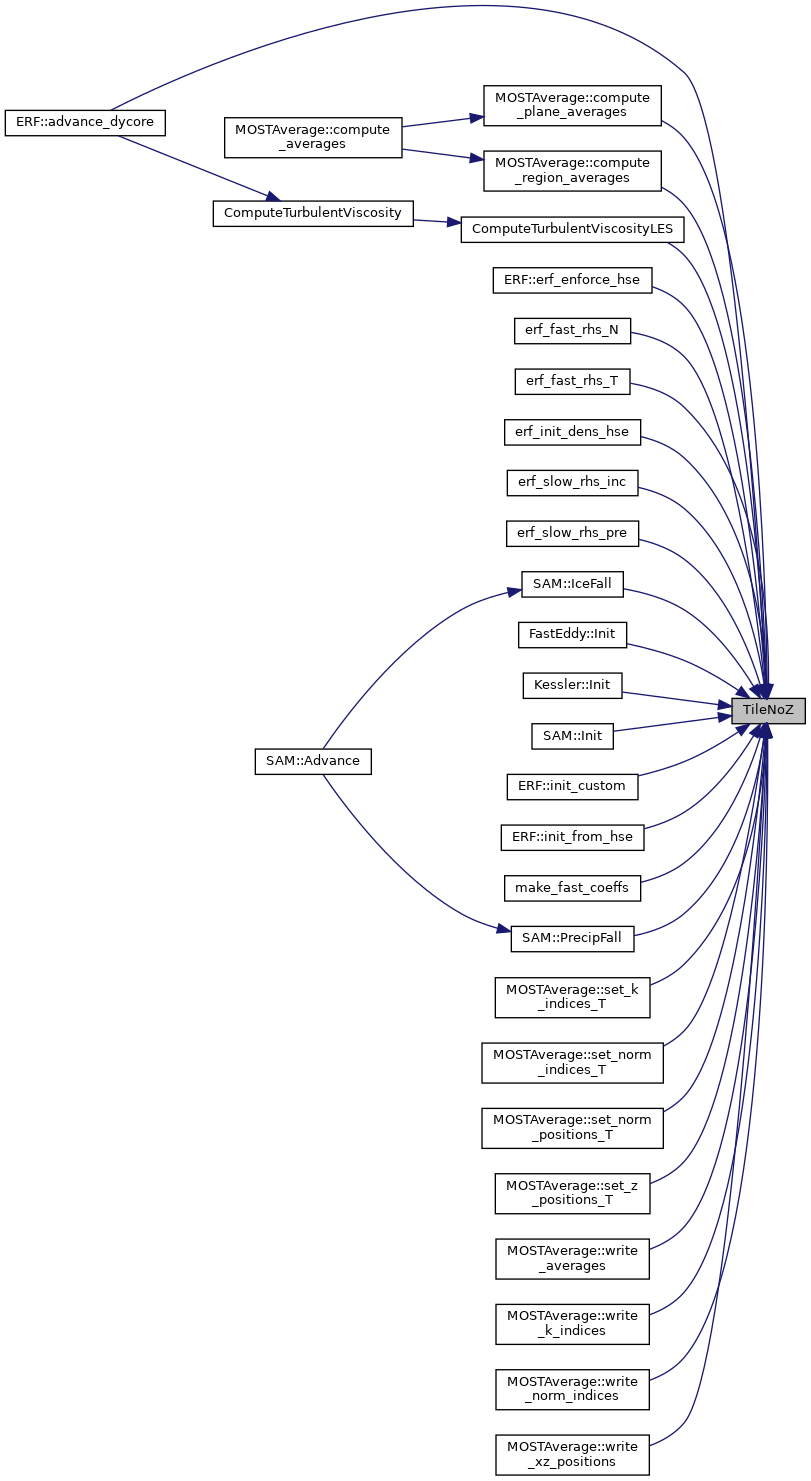 ERF::advance_dycore
MOSTAverage::compute
_averages
ComputeTurbulentViscosity
MOSTAverage::compute
_plane_averages
MOSTAverage::compute
_region_averages
ComputeTurbulentViscosityLES
ERF::erf_enforce_hse
erf_fast_rhs_N
erf_fast_rhs_T
erf_init_dens_hse
erf_slow_rhs_inc
erf_slow_rhs_pre
SAM::IceFall
FastEddy::Init
Kessler::Init
TileNoZ
SAM::Init
SAM::Advance
ERF::init_custom
ERF::init_from_hse
make_fast_coeffs
SAM::PrecipFall
MOSTAverage::set_k
_indices_T
MOSTAverage::set_norm
_indices_T
MOSTAverage::set_norm
_positions_T
MOSTAverage::set_z
_positions_T
MOSTAverage::write
_averages
MOSTAverage::write
_k_indices
MOSTAverage::write
_norm_indices
MOSTAverage::write
_xz_positions